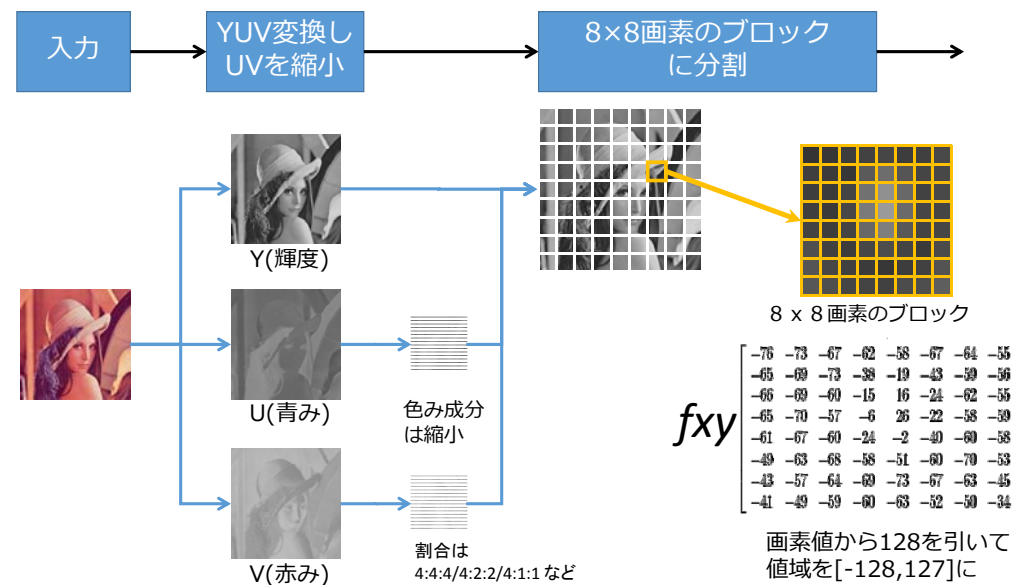 入力
YUV変換し
UVを縮小
8×8画素のブロック
に分割
Y(輝度)
U(青み)
V(赤み)
色み成分
は縮小
割合は
4:4:4/4:2:2/4:1:1 など
8 x 8 画素のブロック
fxy
-76 -73 -67 -62 -58 -67 -64 -55
-65 -69 -73 -38 -19 -43 -59 -56
-66 -69 -60 -15 16 -24 -62 -55
-65 -70 -57 -6 26 -22 -58 -59
-61 -67 -60 -24 -2 -40 -60 -58
-49 -63 -68 -58 -51 -60 -70 -53
-43 -57 -64 -69 -73 -67 -63 -45
-41 -49 -59 -60 -63 -52 -50 -34
画素値から128を引いて
値域を[-128,127]に